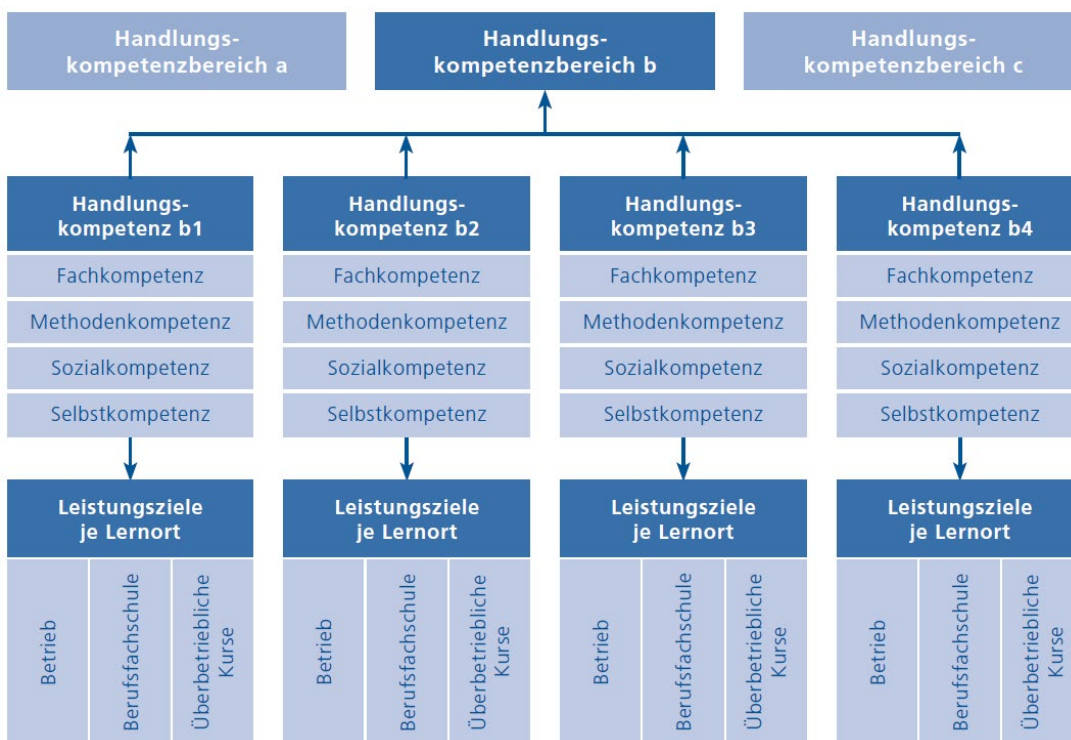 Handlungs-
kompetenzbereich a
Handlungs-
kompetenzbereich b
Handlungs-
kompetenzbereich c
Handlungs-
kompetenz b1
Fachkompetenz
Methodenkompetenz
Sozialkompetenz
Selbstkompetenz
Leistungsziele
je Lernort
Betrieb
Berufsfachschule
Überbetriebliche
Kurse
Handlungs-
kompetenz b2
Fachkompetenz
Methodenkompetenz
Sozialkompetenz
Selbstkompetenz
Leistungsziele
je Lernort
Betrieb
Berufsfachschule
Überbetriebliche
Kurse
Handlungs-
kompetenz b3
Fachkompetenz
Methodenkompetenz
Sozialkompetenz
Selbstkompetenz
Leistungsziele
je Lernort
Betrieb
Berufsfachschule
Überbetriebliche
Kurse
Handlungs-
kompetenz b4
Fachkompetenz
Methodenkompetenz
Sozialkompetenz
Selbstkompetenz
Leistungsziele
je Lernort
Betrieb
Berufsfachschule
Überbetriebliche
Kurse